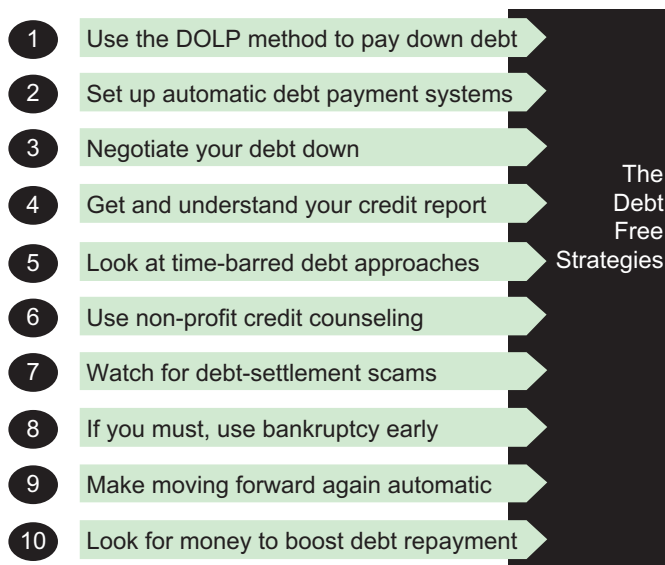 1 Use the DOLP method to pay down debt
2 Set up automatic debt payment systems
3 Negotiate your debt down
4 Get and understand your credit report
5 Look at time-barred debt approaches
6 Use non-profit credit counseling
7 Watch for debt-settlement scams
8 If you must, use bankruptcy early
9 Make moving forward again automatic
10 Look for money to boost debt repayment
The
Debt
Free
Strategies